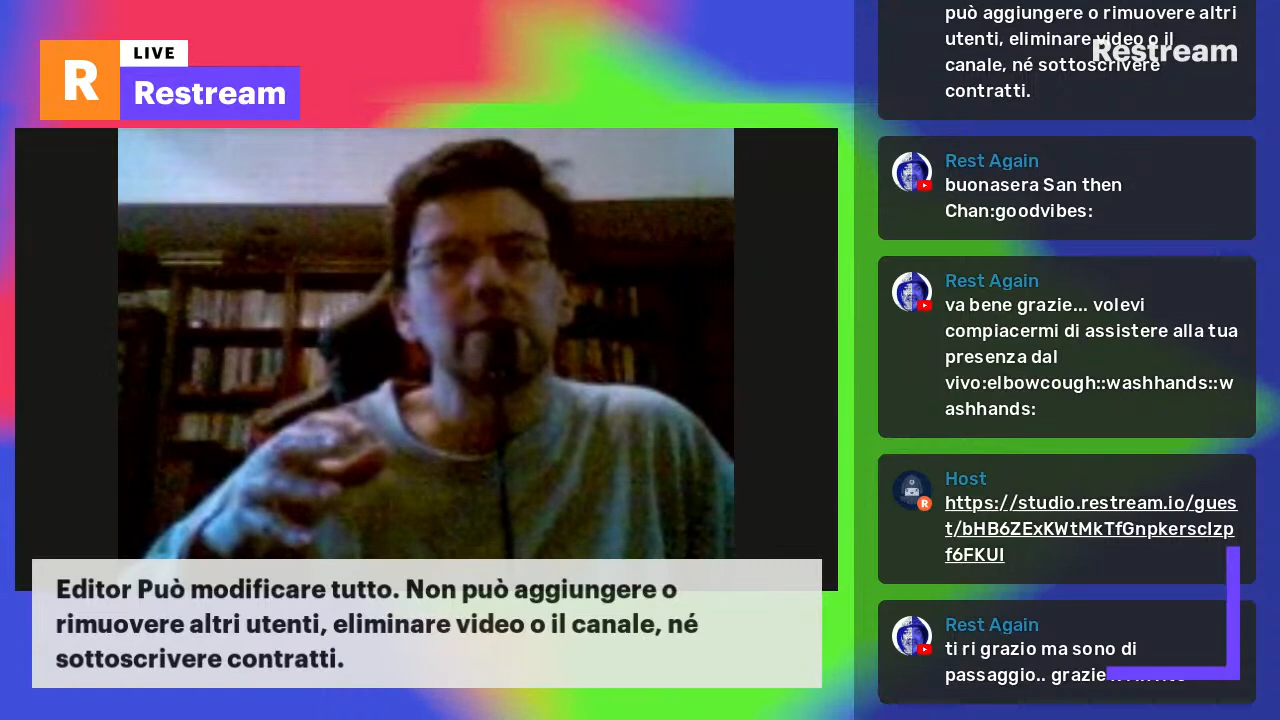 R
LIVE
Restream
Editor Può modificare tutto. Non può aggiungere o
rimuovere altri utenti, eliminare video o il canale, né
sottoscrivere contratti.
Restream
può aggiungere o rimuovere altri
utenti, eliminare video o il
canale, né sottoscrivere
contratti.
Rest Again
buonasera San then
Chan:goodvibes:
Rest Again
va bene grazie... volevi
compiacermi di assistere alla tua
presenza dal
vivo:elbowcough::washhands::w
ashhands:
Host
https://studio.restream.io/gues
t/bHB6ZExKWtMkTfGnpkersclzp
f6FKUI
Rest Again
ti ri grazio ma sono di
passaggio.. grazie